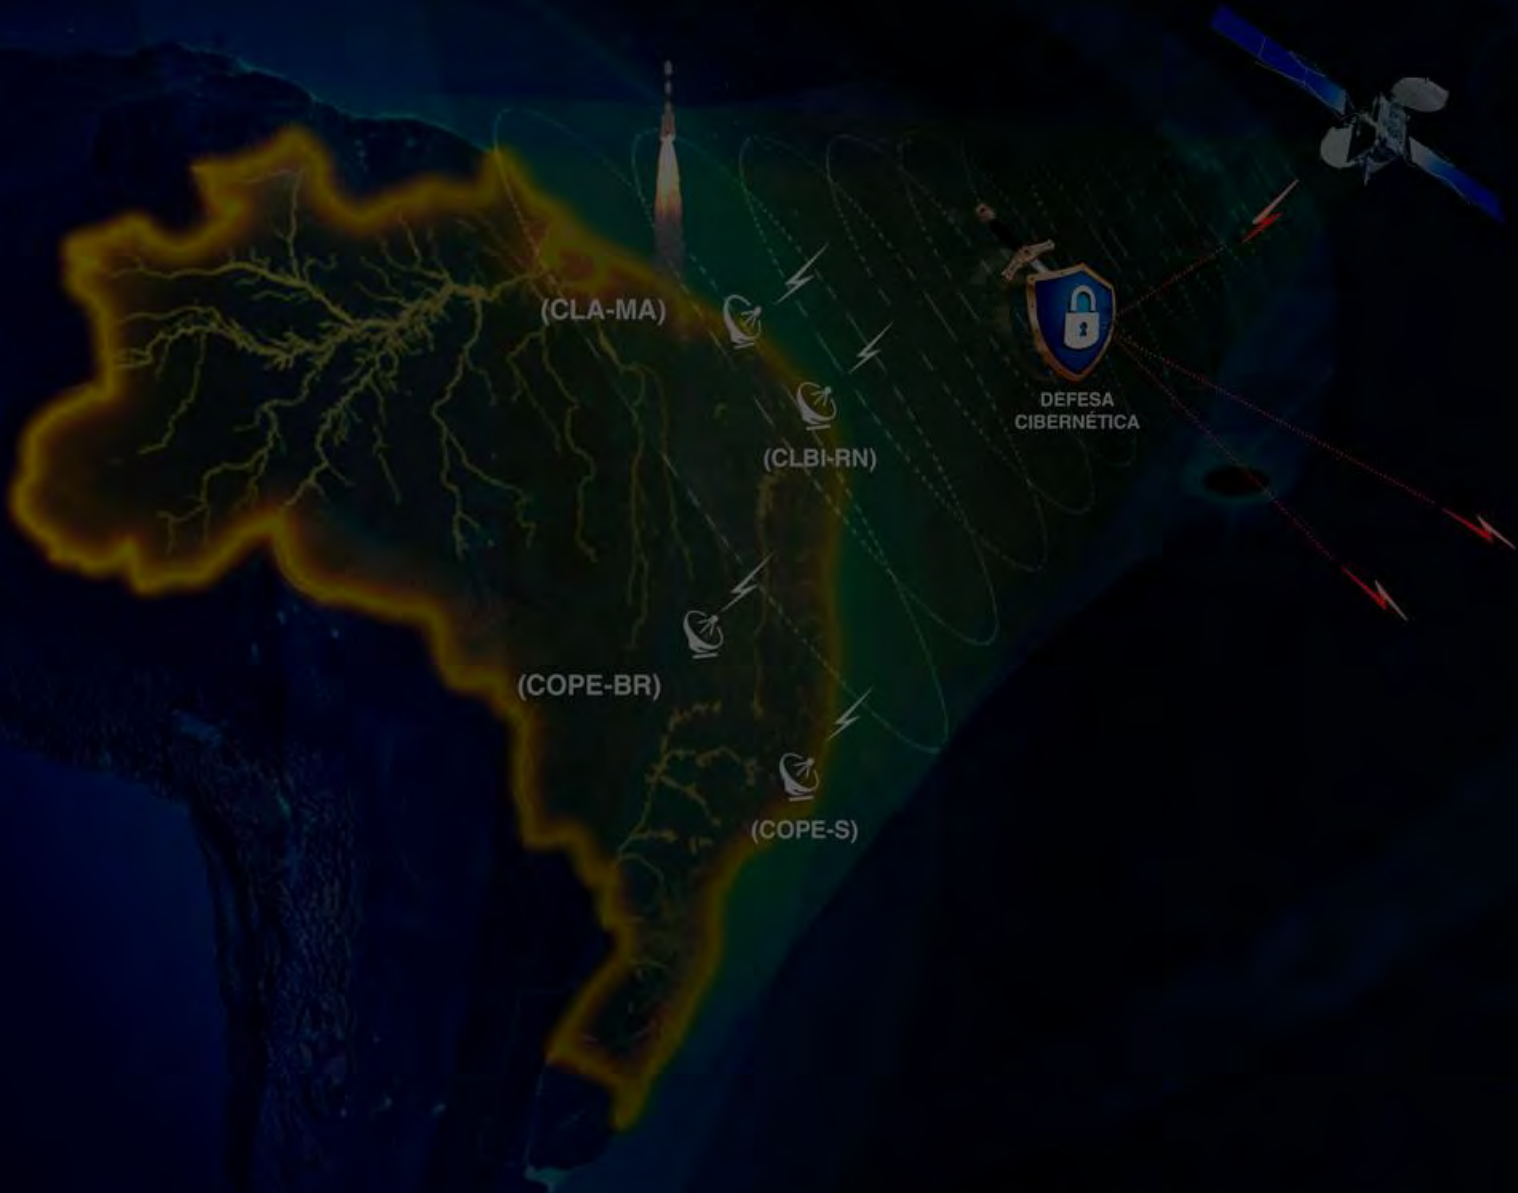 (CLA-MA)
DEFESA
CIBERNÉTICA
(CLBI-RN)
(COPE-BR)
(COPE-S)